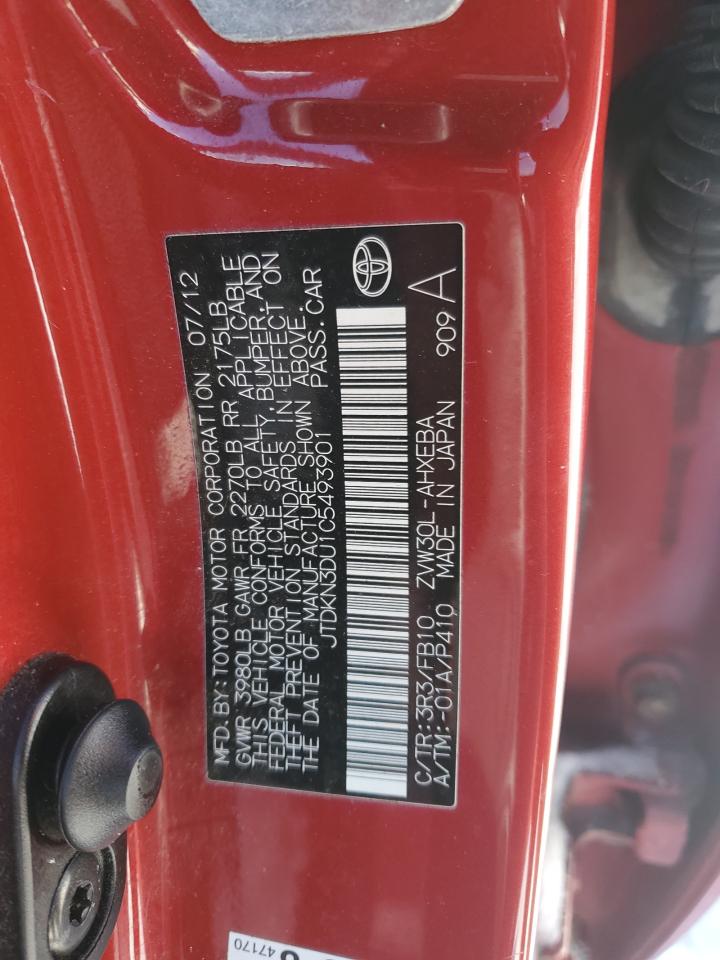 MFD.BY:TOYOTA MOTOR CORPORATION 07/12
GVWR 3980LB GAWR FR 2270LB RR 2175LB
THIS VEHICLE CONFORMS TO ALL APPLICABLE
FEDERAL MOTOR VEHICLE SAFETY,BUMPER,AND
THEFT PREVENTION STANDARDS IN EFFECT ON
THE DATE OF MANUFACTURE SHOWN ABOVE.
JTDKN3DU1C5493901 PASS.CAR
C/TR:3R3/FB10 ZVW30L-AHXEBA
A/TM:-01A/P410 MADE IN JAPAN 909 A
47170